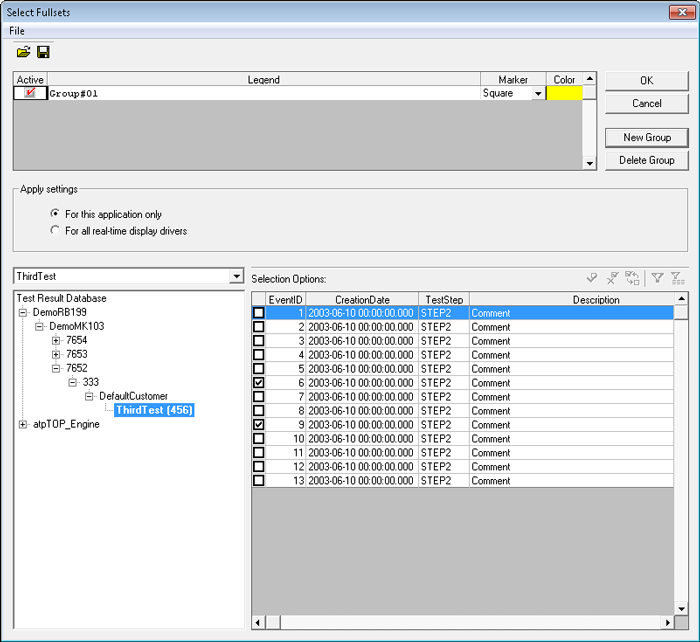 Select Fullsets
File
Active Legend Marker Color
Group#01 Square
OK
Cancel
New Group
Delete Group
Apply settings
For this application only
For all real-time display drivers
ThirdTest
Selection Options:
Test Result Database
DemoRB199
DemoMK103
7654
7653
7652
333
DefaultCustomer
ThirdTest (456)
atpTOP_Engine
EventID CreationDate TestStep Description
1 2003-06-10 00:00:00.000 STEP2 Comment
2 2003-06-10 00:00:00.000 STEP2 Comment
3 2003-06-10 00:00:00.000 STEP2 Comment
4 2003-06-10 00:00:00.000 STEP2 Comment
5 2003-06-10 00:00:00.000 STEP2 Comment
6 2003-06-10 00:00:00.000 STEP2 Comment
7 2003-06-10 00:00:00.000 STEP2 Comment
8 2003-06-10 00:00:00.000 STEP2 Comment
9 2003-06-10 00:00:00.000 STEP2 Comment
10 2003-06-10 00:00:00.000 STEP2 Comment
11 2003-06-10 00:00:00.000 STEP2 Comment
12 2003-06-10 00:00:00.000 STEP2 Comment
13 2003-06-10 00:00:00.000 STEP2 Comment